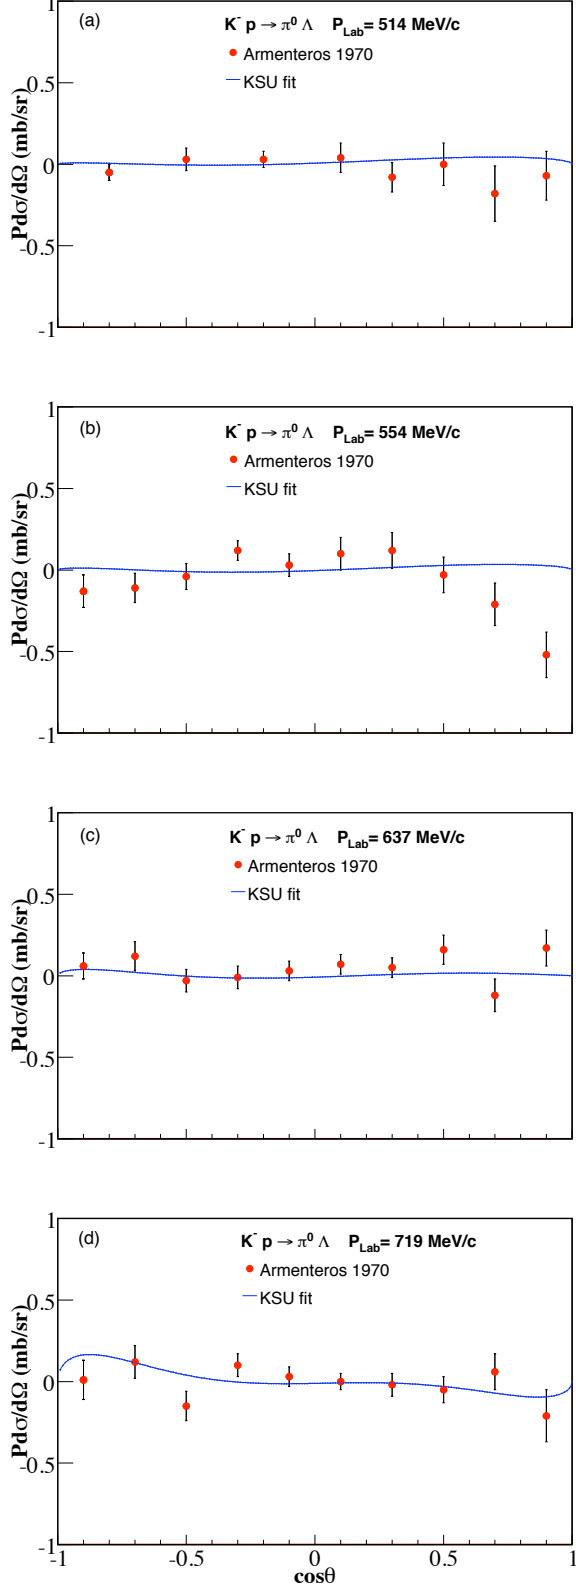 (a) K⁻ p → π⁰ Λ P_Lab= 514 MeV/c
Armenteros 1970
KSU fit
1
0.5
0
-0.5
-1
Pdσ/dΩ (mb/sr)
(b) K⁻ p → π⁰ Λ P_Lab= 554 MeV/c
Armenteros 1970
KSU fit
1
0.5
0
-0.5
-1
Pdσ/dΩ (mb/sr)
(c) K⁻ p → π⁰ Λ P_Lab= 637 MeV/c
Armenteros 1970
KSU fit
1
0.5
0
-0.5
-1
Pdσ/dΩ (mb/sr)
(d) K⁻ p → π⁰ Λ P_Lab= 719 MeV/c
Armenteros 1970
KSU fit
1
0.5
0
-0.5
-1
Pdσ/dΩ (mb/sr)
-1 -0.5 0 0.5 1
cosθ